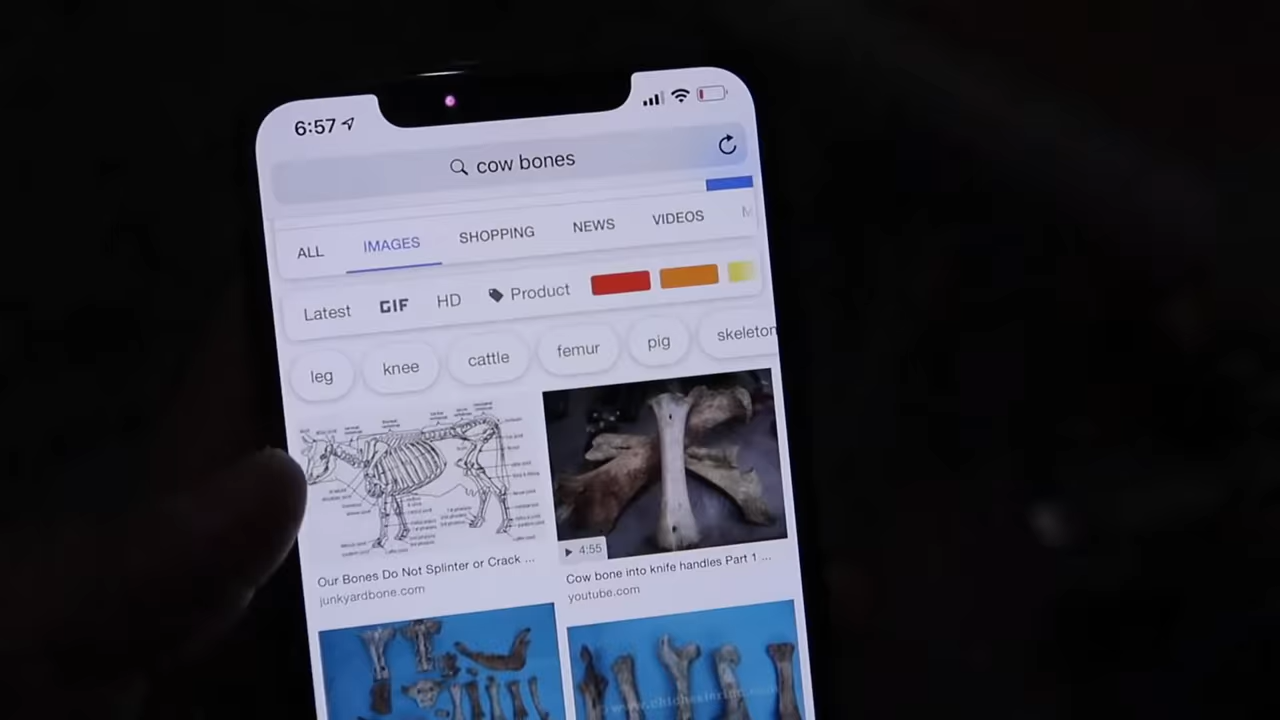 6:57
cow bones
ALL IMAGES SHOPPING NEWS VIDEOS M
Latest GIF HD Product
leg knee cattle femur pig skeleton
4:55
Our Bones Do Not Splinter or Crack ...
junkyardbone.com
Cow bone into knife handles Part 1 ...
youtube.com